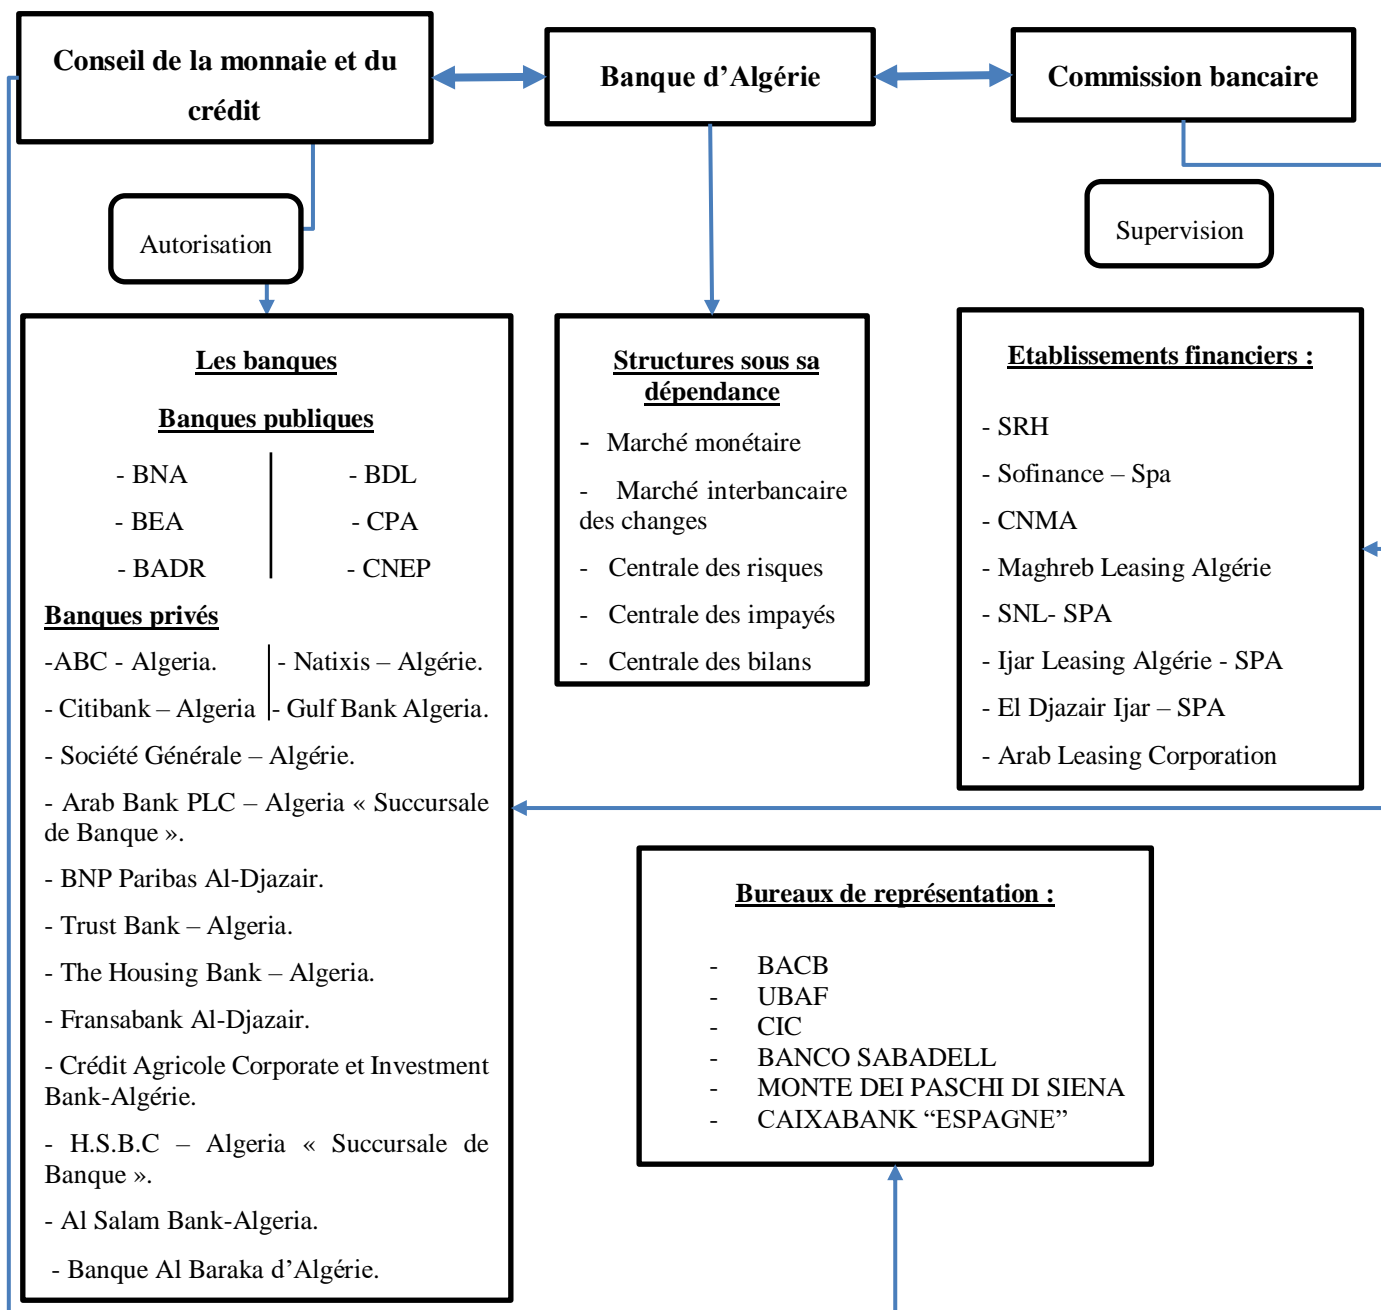 Conseil de la monnaie et du
crédit
Banque d’Algérie
Commission bancaire
Autorisation
Supervision
Les banques
Banques publiques
- BNA
- BDL
- BEA
- CPA
- BADR
- CNEP
Banques privés
-ABC - Algeria.
- Natixis – Algérie.
- Citibank – Algeria
- Gulf Bank Algeria.
- Société Générale – Algérie.
- Arab Bank PLC – Algeria « Succursale
de Banque ».
- BNP Paribas Al-Djazair.
- Trust Bank – Algeria.
- The Housing Bank – Algeria.
- Fransabank Al-Djazair.
- Crédit Agricole Corporate et Investment
Bank-Algérie.
- H.S.B.C – Algeria « Succursale de
Banque ».
- Al Salam Bank-Algeria.
- Banque Al Baraka d’Algérie.
Structures sous sa
dépendance
- Marché monétaire
- Marché interbancaire
des changes
- Centrale des risques
- Centrale des impayés
- Centrale des bilans
Etablissements financiers :
- SRH
- Sofinance – Spa
- CNMA
- Maghreb Leasing Algérie
- SNL- SPA
- Ijar Leasing Algérie - SPA
- El Djazair Ijar – SPA
- Arab Leasing Corporation
Bureaux de représentation :
- BACB
- UBAF
- CIC
- BANCO SABADELL
- MONTE DEI PASCHI DI SIENA
- CAIXABANK “ESPAGNE”